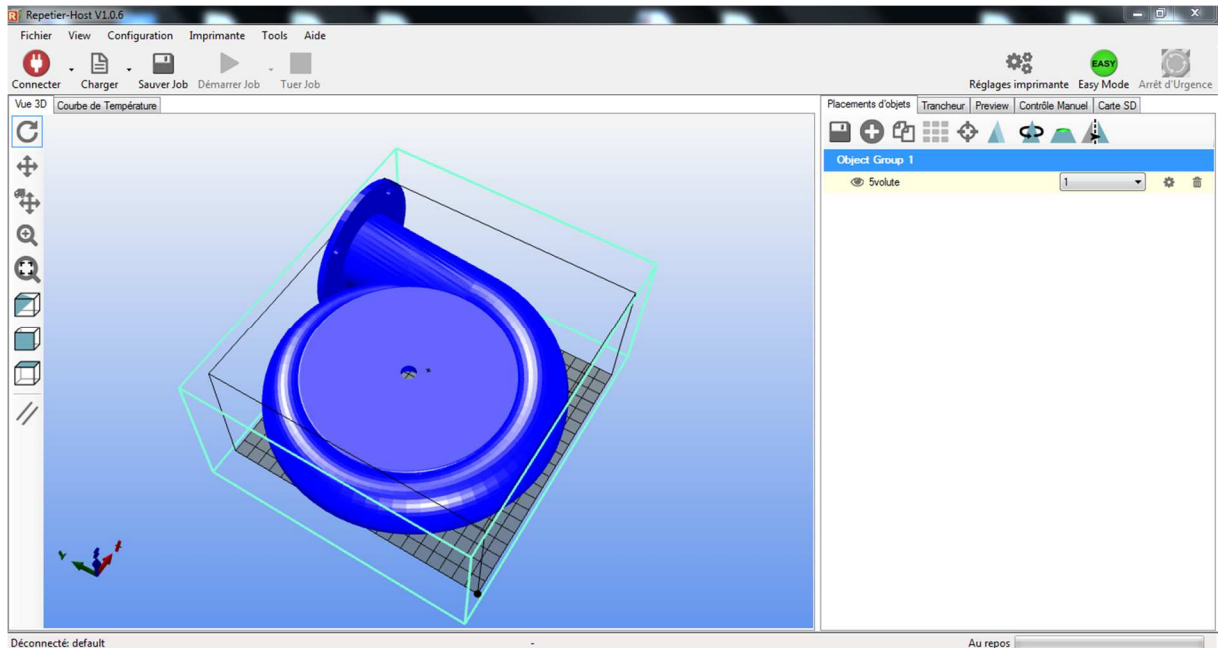 Repetier-Host V1.0.6
Fichier View Configuration Imprimante Tools Aide
EASY
Connecter Charger Sauver Job Démarrer Job Tuer Job Réglages imprimante Easy Mode Arrêt d'Urgence
Vue 3D Courbe de Température Placements d'objets Trancheur Preview Contrôle Manuel Carte SD
Object Group 1
5volute 1
Déconnecté: default - Au repos